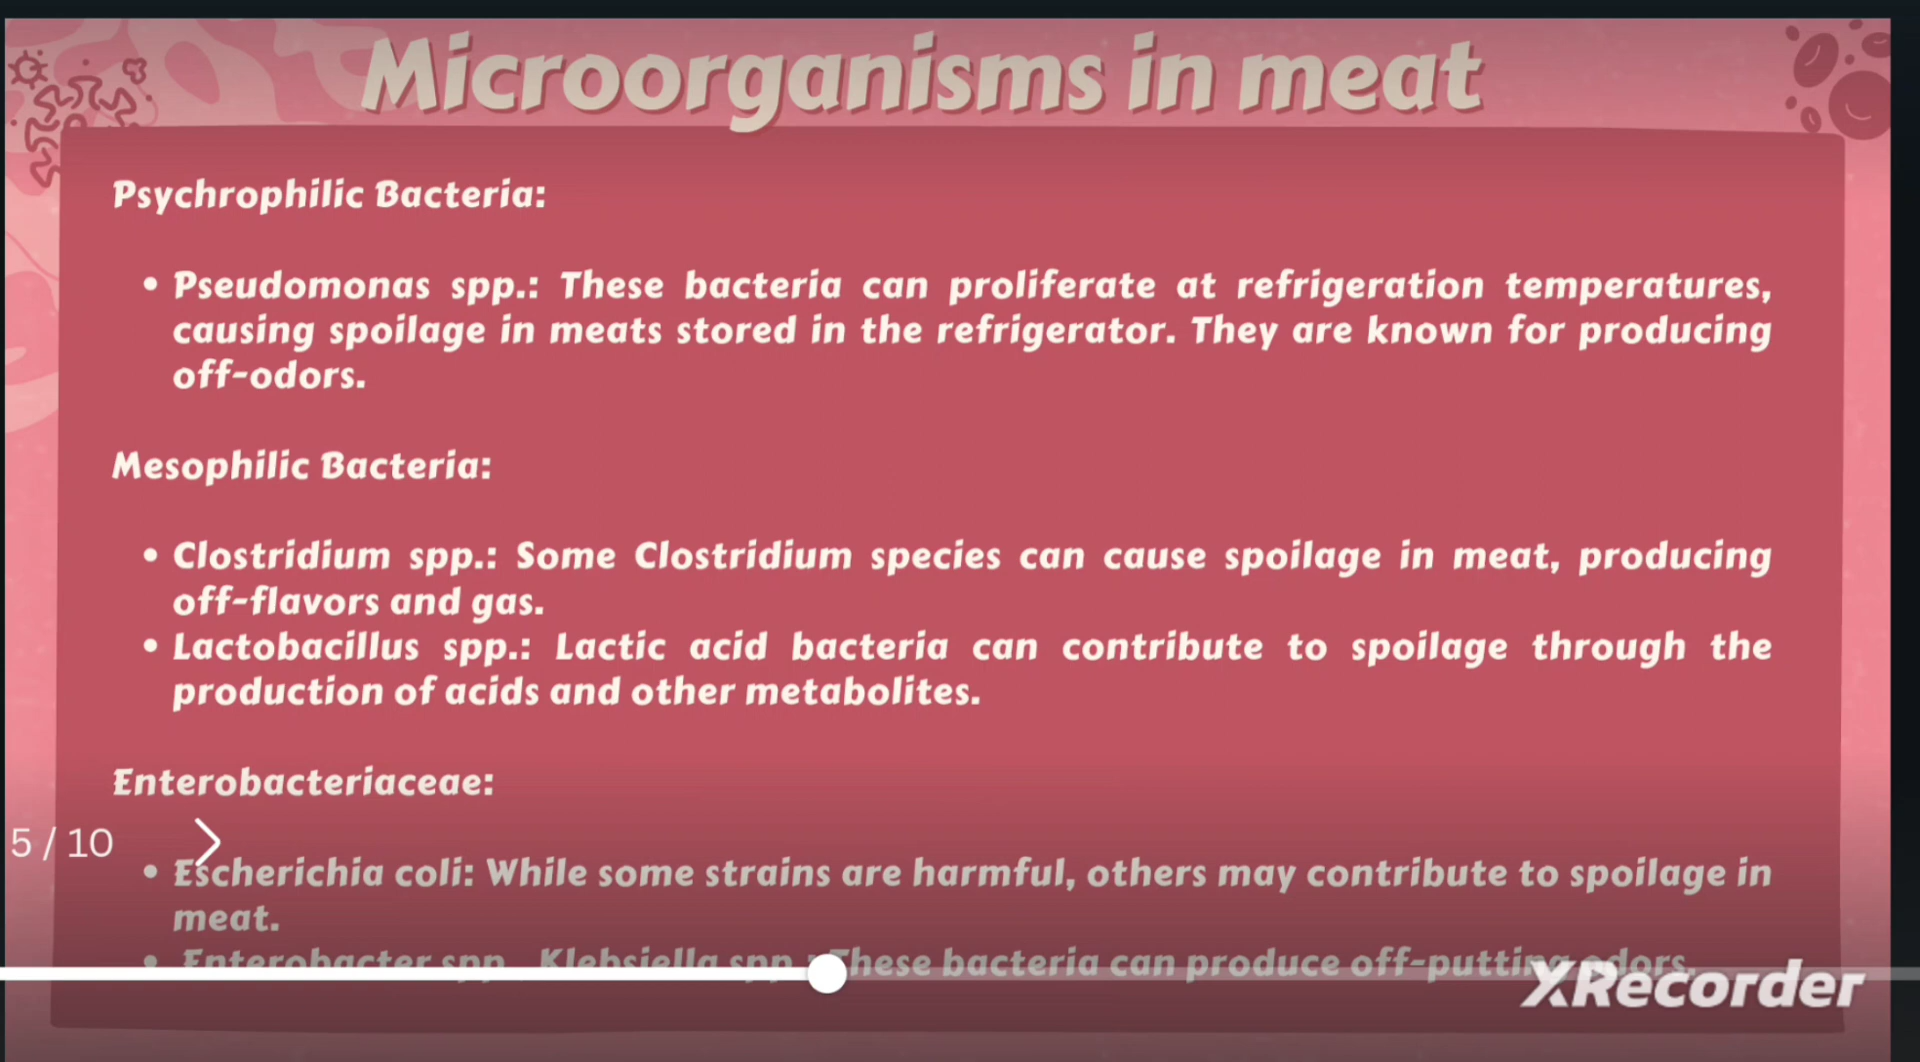 Microorganisms in meat
Psychrophilic Bacteria:
• Pseudomonas spp.: These bacteria can proliferate at refrigeration temperatures,
causing spoilage in meats stored in the refrigerator. They are known for producing
off-odors.
Mesophilic Bacteria:
• Clostridium spp.: Some Clostridium species can cause spoilage in meat, producing
off-flavors and gas.
• Lactobacillus spp.: Lactic acid bacteria can contribute to spoilage through the
production of acids and other metabolites.
Enterobacteriaceae:
5 / 10
• Escherichia coli: While some strains are harmful, others may contribute to spoilage in
meat.
• Enterobacter spp., Klebsiella spp.: These bacteria can produce off-putting odors.
XRecorder